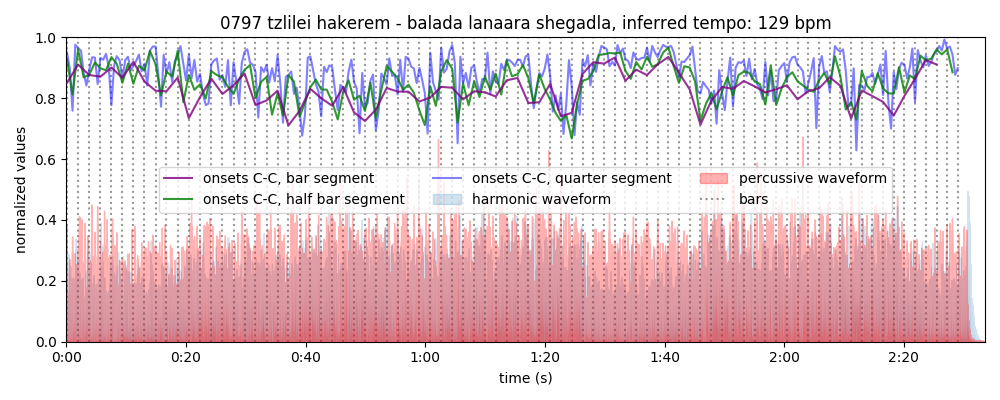 0797 tzlilei hakerem - balada lanaara shegadla, inferred tempo: 129 bpm
normalized values
1.0
0.8
0.6
0.4
0.2
0.0
onsets C-C, bar segment
onsets C-C, half bar segment
onsets C-C, quarter segment
harmonic waveform
percussive waveform
bars
0:00 0:20 0:40 1:00 1:20 1:40 2:00 2:20
time (s)